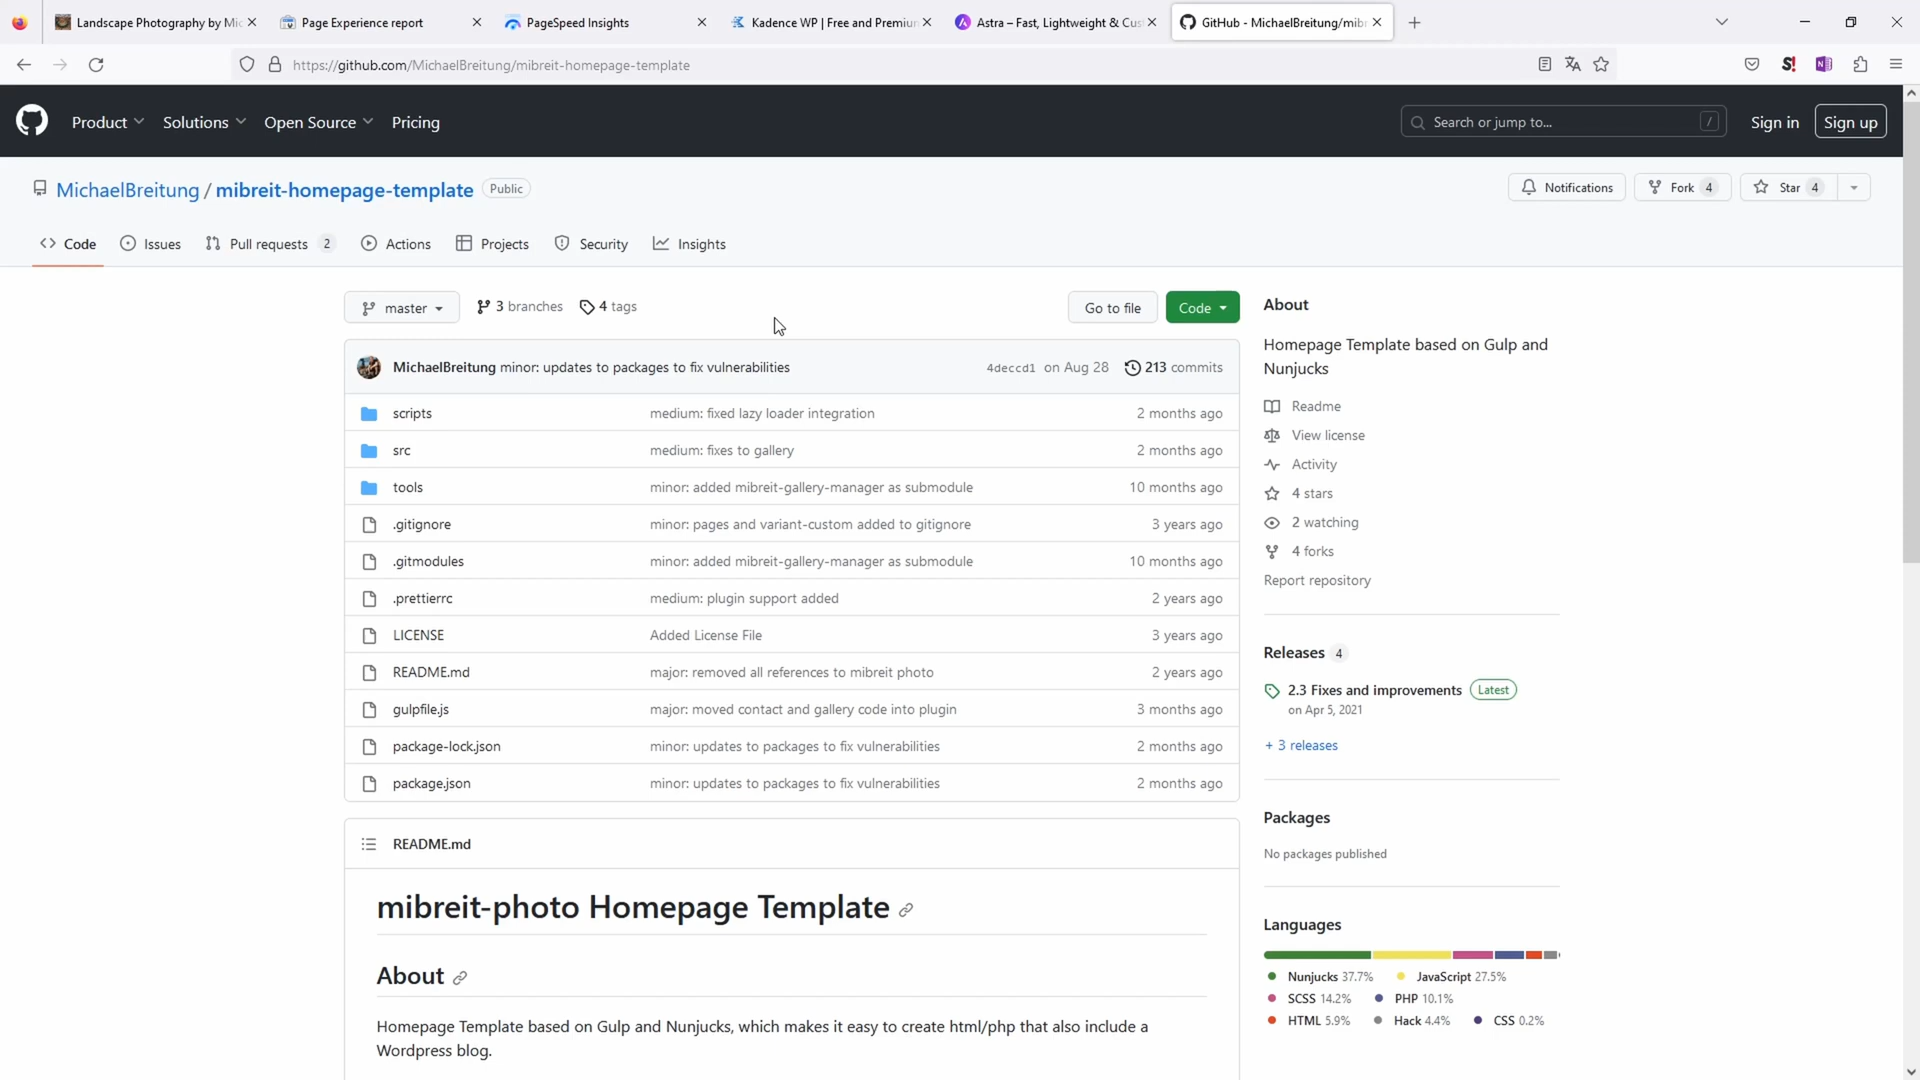 Landscape Photography by Mic
Page Experience report
PageSpeed Insights
Kadence WP | Free and Premium
Astra – Fast, Lightweight & Cus
GitHub - MichaelBreitung/mibr
https://github.com/MichaelBreitung/mibreit-homepage-template
Product
Solutions
Open Source
Pricing
Search or jump to...
/
Sign in
Sign up
MichaelBreitung / mibreit-homepage-template
Public
Notifications
Fork 4
Star 4
Code
Issues
Pull requests 2
Actions
Projects
Security
Insights
master
3 branches
4 tags
Go to file
Code
MichaelBreitung minor: updates to packages to fix vulnerabilities
4deccd1 on Aug 28
213 commits
scripts medium: fixed lazy loader integration 2 months ago
src medium: fixes to gallery 2 months ago
tools minor: added mibreit-gallery-manager as submodule 10 months ago
.gitignore minor: pages and variant-custom added to gitignore 3 years ago
.gitmodules minor: added mibreit-gallery-manager as submodule 10 months ago
.prettierrc medium: plugin support added 2 years ago
LICENSE Added License File 3 years ago
README.md major: removed all references to mibreit photo 2 years ago
gulpfile.js major: moved contact and gallery code into plugin 3 months ago
package-lock.json minor: updates to packages to fix vulnerabilities 2 months ago
package.json minor: updates to packages to fix vulnerabilities 2 months ago
README.md
mibreit-photo Homepage Template
About
Homepage Template based on Gulp and Nunjucks, which makes it easy to create html/php that also include a
Wordpress blog.
About
Homepage Template based on Gulp and
Nunjucks
Readme
View license
Activity
4 stars
2 watching
4 forks
Report repository
Releases 4
2.3 Fixes and improvements Latest
on Apr 5, 2021
+ 3 releases
Packages
No packages published
Languages
Nunjucks 37.7% JavaScript 27.5%
SCSS 14.2% PHP 10.1%
HTML 5.9% Hack 4.4% CSS 0.2%